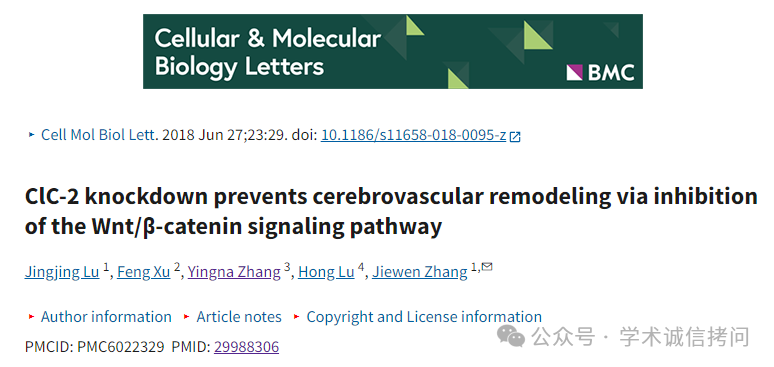 Cellular & Molecular
Biology Letters
BMC
Cell Mol Biol Lett. 2018 Jun 27;23:29. doi: 10.1186/s11658-018-0095-z
ClC-2 knockdown prevents cerebrovascular remodeling via inhibition
of the Wnt/β-catenin signaling pathway
Jingjing Lu 1, Feng Xu 2, Yingna Zhang 3, Hong Lu 4, Jiewen Zhang 1,✉
Author information Article notes Copyright and License information
PMCID: PMC6022329 PMID: 29988306
公众号 · 学术诚信拷问